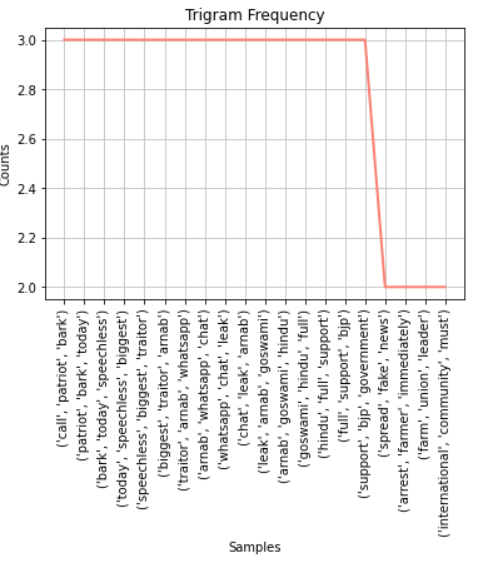 Trigram Frequency
3.0
2.8
2.6
2.4
2.2
2.0
Counts
('call', 'patriot', 'bark')
('patriot', 'bark', 'today')
('bark', 'today', 'speechless')
('today', 'speechless', 'biggest')
('speechless', 'biggest', 'traitor')
('biggest', 'traitor', 'arnab')
('traitor', 'arnab', 'whatsapp')
('arnab', 'whatsapp', 'chat')
('whatsapp', 'chat', 'leak')
('chat', 'leak', 'arnab')
('leak', 'arnab', 'goswami')
('arnab', 'goswami', 'hindu')
('goswami', 'hindu', 'full')
('hindu', 'full', 'support')
('full', 'support', 'bjp')
('support', 'bjp', 'government')
('spread', 'fake', 'news')
('arrest', 'farmer', 'immediately')
('farm', 'union', 'leader')
('international', 'community', 'must')
Samples